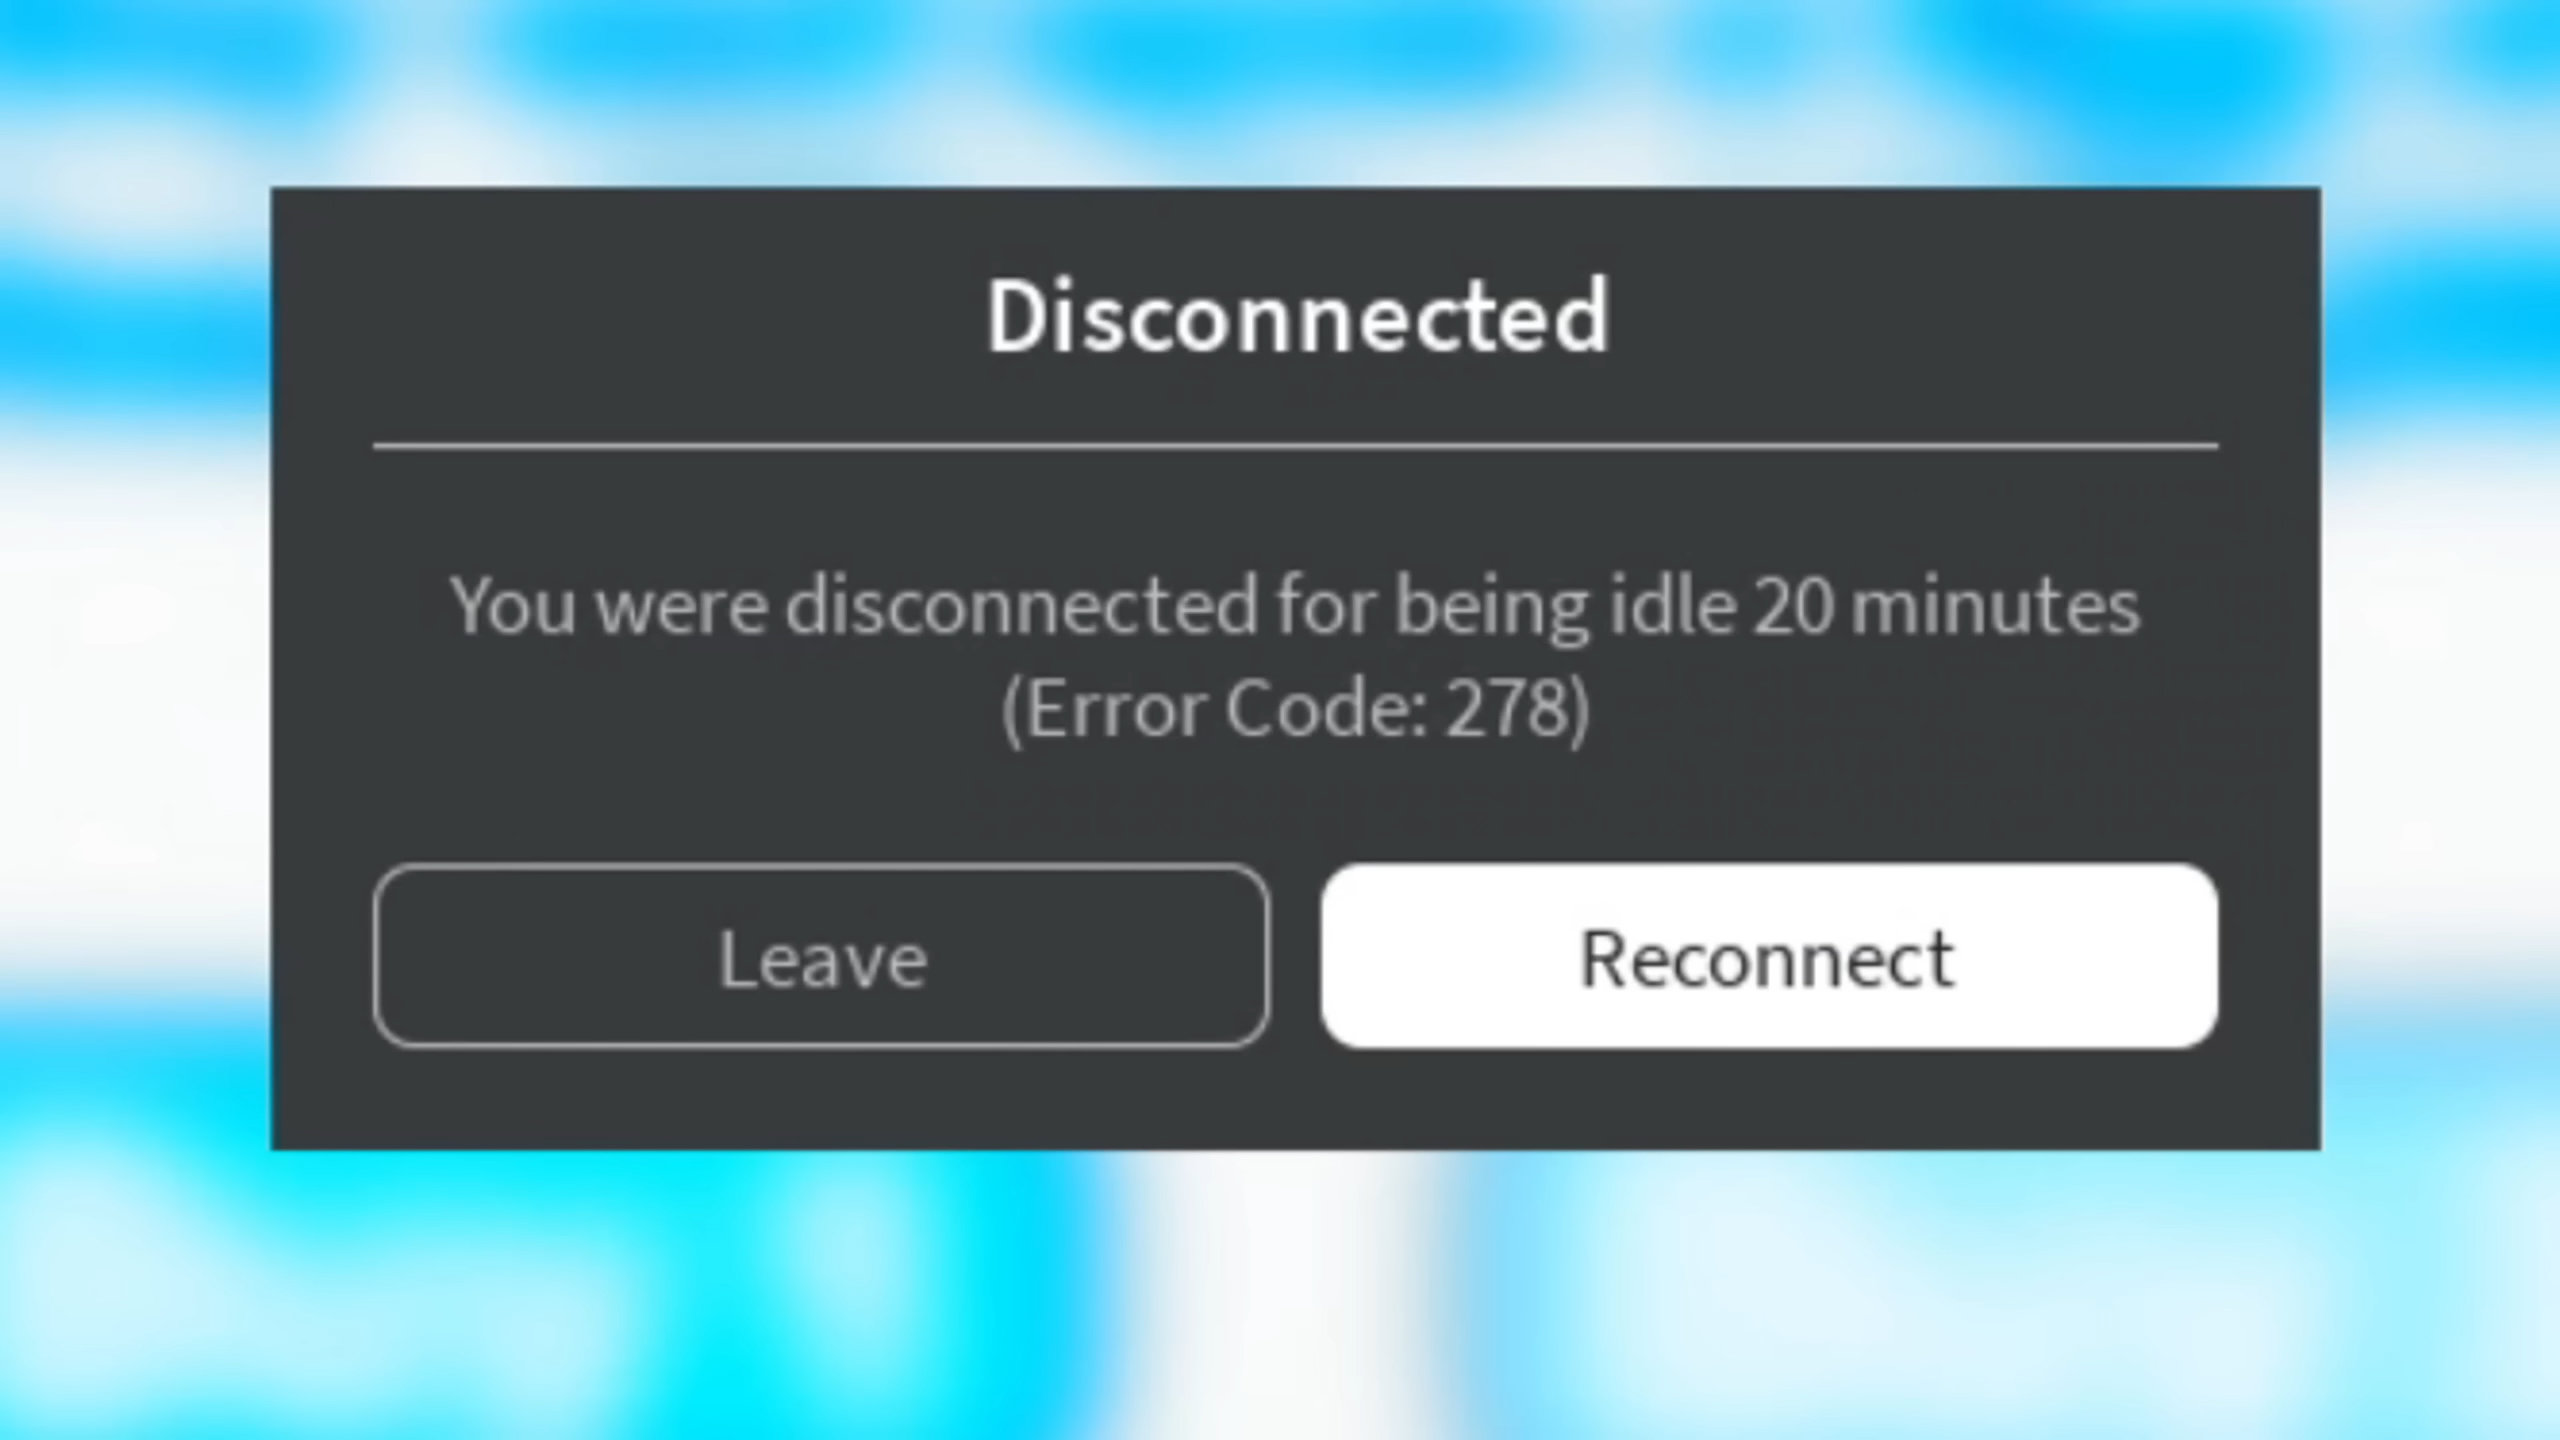 Disconnected
You were disconnected for being idle 20 minutes
(Error Code: 278)
Leave
Reconnect